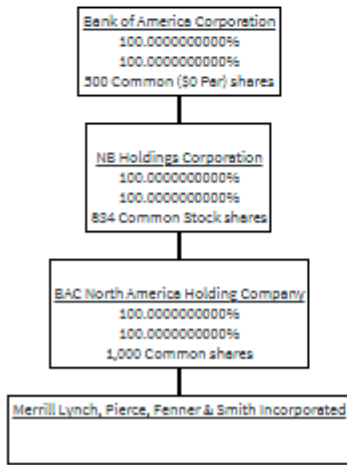 Bank of America Corporation
100.0000000000%
100.0000000000%
500 Common ($0 Par) shares
NB Holdings Corporation
100.0000000000%
100.0000000000%
834 Common Stock shares
BAC North America Holding Company
100.0000000000%
100.0000000000%
1,000 Common shares
Merrill Lynch, Pierce, Fenner & Smith Incorporated